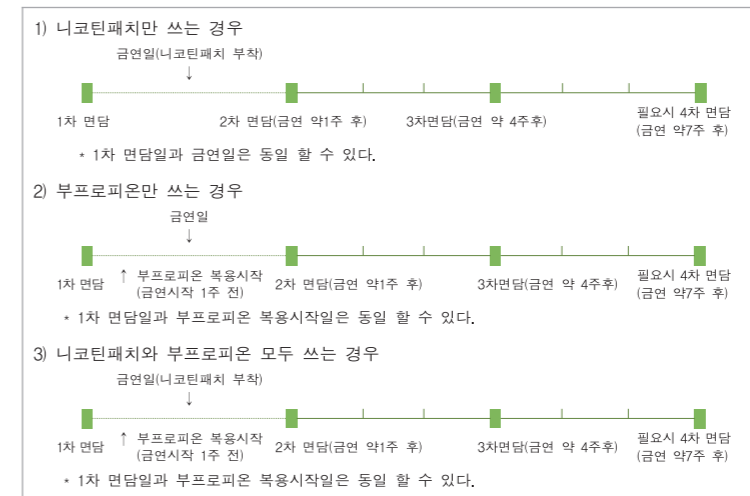 1) 니코틴패치만 쓰는 경우
금연일(니코틴패치 부착)
↓
1차 면담
2차 면담(금연 약1주 후)
3차면담(금연 약 4주후)
필요시 4차 면담
(금연 약7주 후)
* 1차 면담일과 금연일은 동일 할 수 있다.
2) 부프로피온만 쓰는 경우
금연일
↓
1차 면담
↑ 부프로피온 복용시작
(금연시작 1주 전)
2차 면담(금연 약1주 후)
3차면담(금연 약 4주후)
필요시 4차 면담
(금연 약7주 후)
* 1차 면담일과 부프로피온 복용시작일은 동일 할 수 있다.
3) 니코틴패치와 부프로피온 모두 쓰는 경우
금연일(니코틴패치 부착)
↓
1차 면담
↑ 부프로피온 복용시작
(금연시작 1주 전)
2차 면담(금연 약1주 후)
3차면담(금연 약 4주후)
필요시 4차 면담
(금연 약7주 후)
* 1차 면담일과 부프로피온 복용시작일은 동일 할 수 있다.